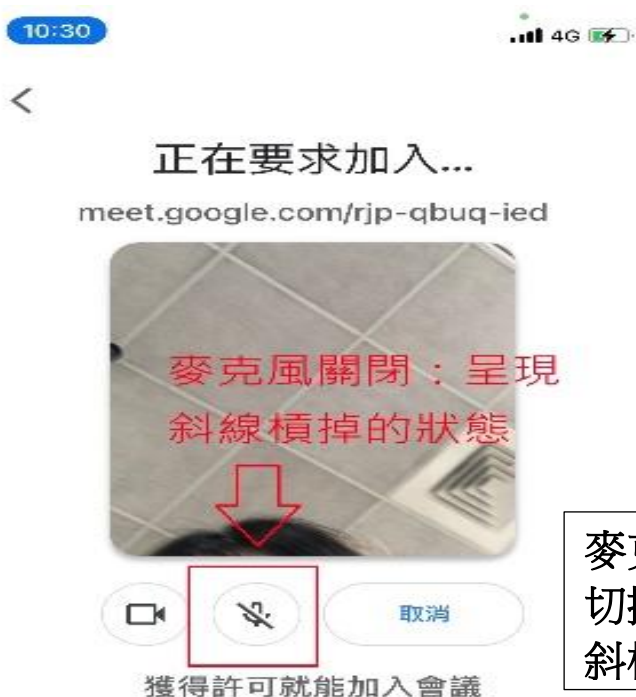 10:30
4G
正在要求加入...
meet.google.com/rjp-qbuq-ied
麥克風關閉：呈現
斜線槓掉的狀態
取消
獲得許可就能加入會議
麥
切
斜